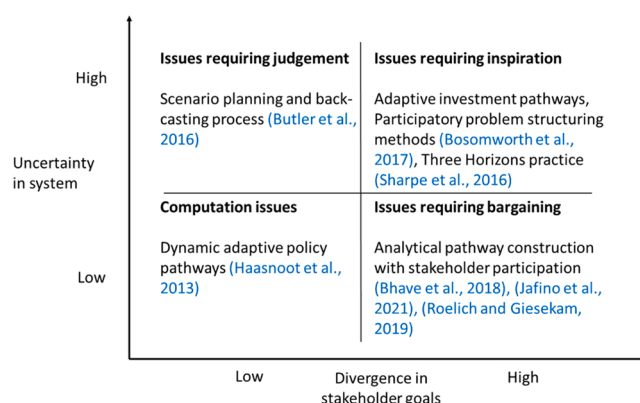 Issues requiring judgement
Scenario planning and back-
casting process (Butler et al.,
2016)
Issues requiring inspiration
Adaptive investment pathways,
Participatory problem structuring
methods (Bosomworth et al.,
2017), Three Horizons practice
(Sharpe et al., 2016)
High
Uncertainty
in system
Low
Computation issues
Dynamic adaptive policy
pathways (Haasnoot et al.,
2013)
Issues requiring bargaining
Analytical pathway construction
with stakeholder participation
(Bhave et al., 2018), (Jafino et al.,
2021), (Roelich and Giesekam,
2019)
Low
Divergence in
stakeholder goals
High